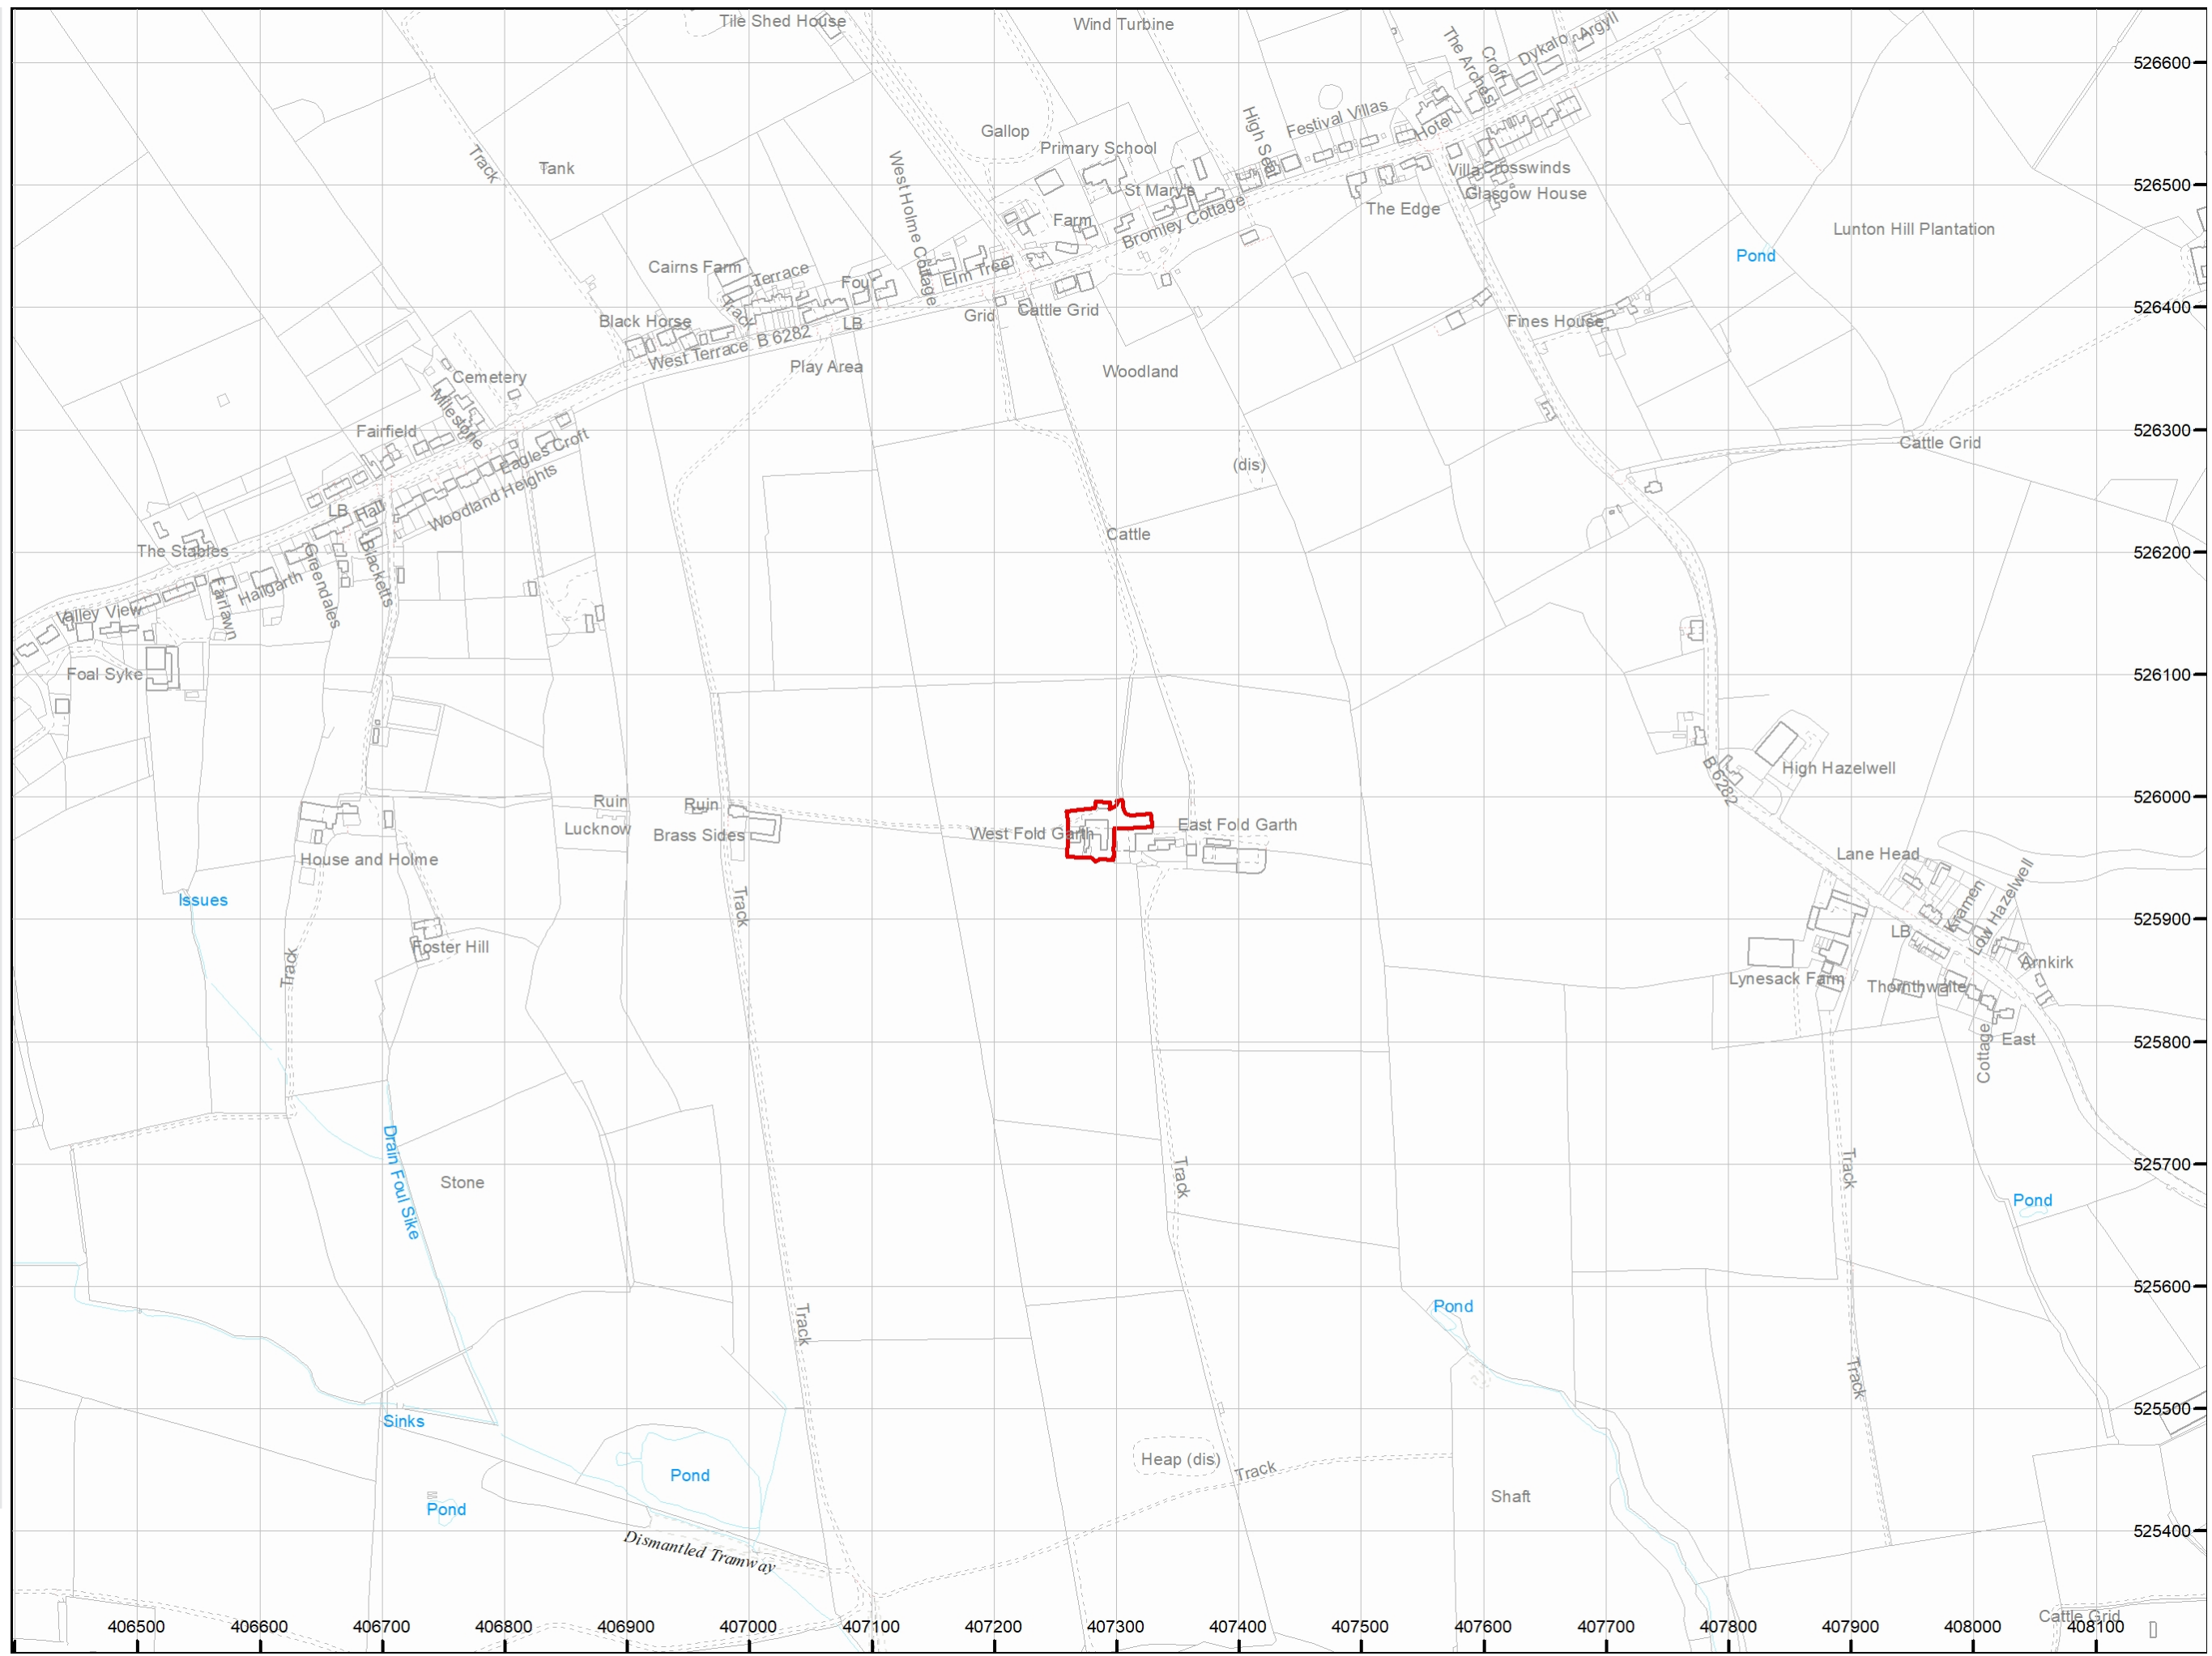 Tile Shed House
Wind Turbine
The Arches
Croft
Dykalo
Argyll
526600
Gallop
High Seat
Festival Villas
Hotel
Track
Tank
West Holme Cottage
Primary School
St Mary's
Villa
Crosswinds
Glasgow House
526500
The Edge
Farm
Bromley Cottage
Lunton Hill Plantation
Pond
Cairns Farm
Terrace
Track
Foy
Elm Tree
526400
Black Horse
LB
Grid
Cattle Grid
Fines House
West Terrace
B 6282
Play Area
Woodland
Cemetery
Milestone
Fairfield
526300
Eagles Croft
Cattle Grid
(dis)
Woodland Heights
LB
Hall
Cattle
The Stables
526200
Greendales
Blacketts
Hallgarth
Fairlawn
Valley View
Foal Syke
526100
B 6282
High Hazelwell
526000
Ruin
Ruin
Lucknow
Brass Sides
West Fold Garth
East Fold Garth
House and Holme
Lane Head
Issues
Track
Kramen
Low Hazelwell
525900
LB
Foster Hill
Track
Arnkirk
Lynesack Farm
Thornthwaite
525800
Cottage
East
Drain Foul Sike
Stone
Track
Track
525700
Pond
525600
Track
Pond
Track
525500
Sinks
Pond
Heap (dis)
Track
Pond
Shaft
525400
Dismantled Tramway
Cattle Grid
406500
406600
406700
406800
406900
407000
407100
407200
407300
407400
407500
407600
407700
407800
407900
408000
408100